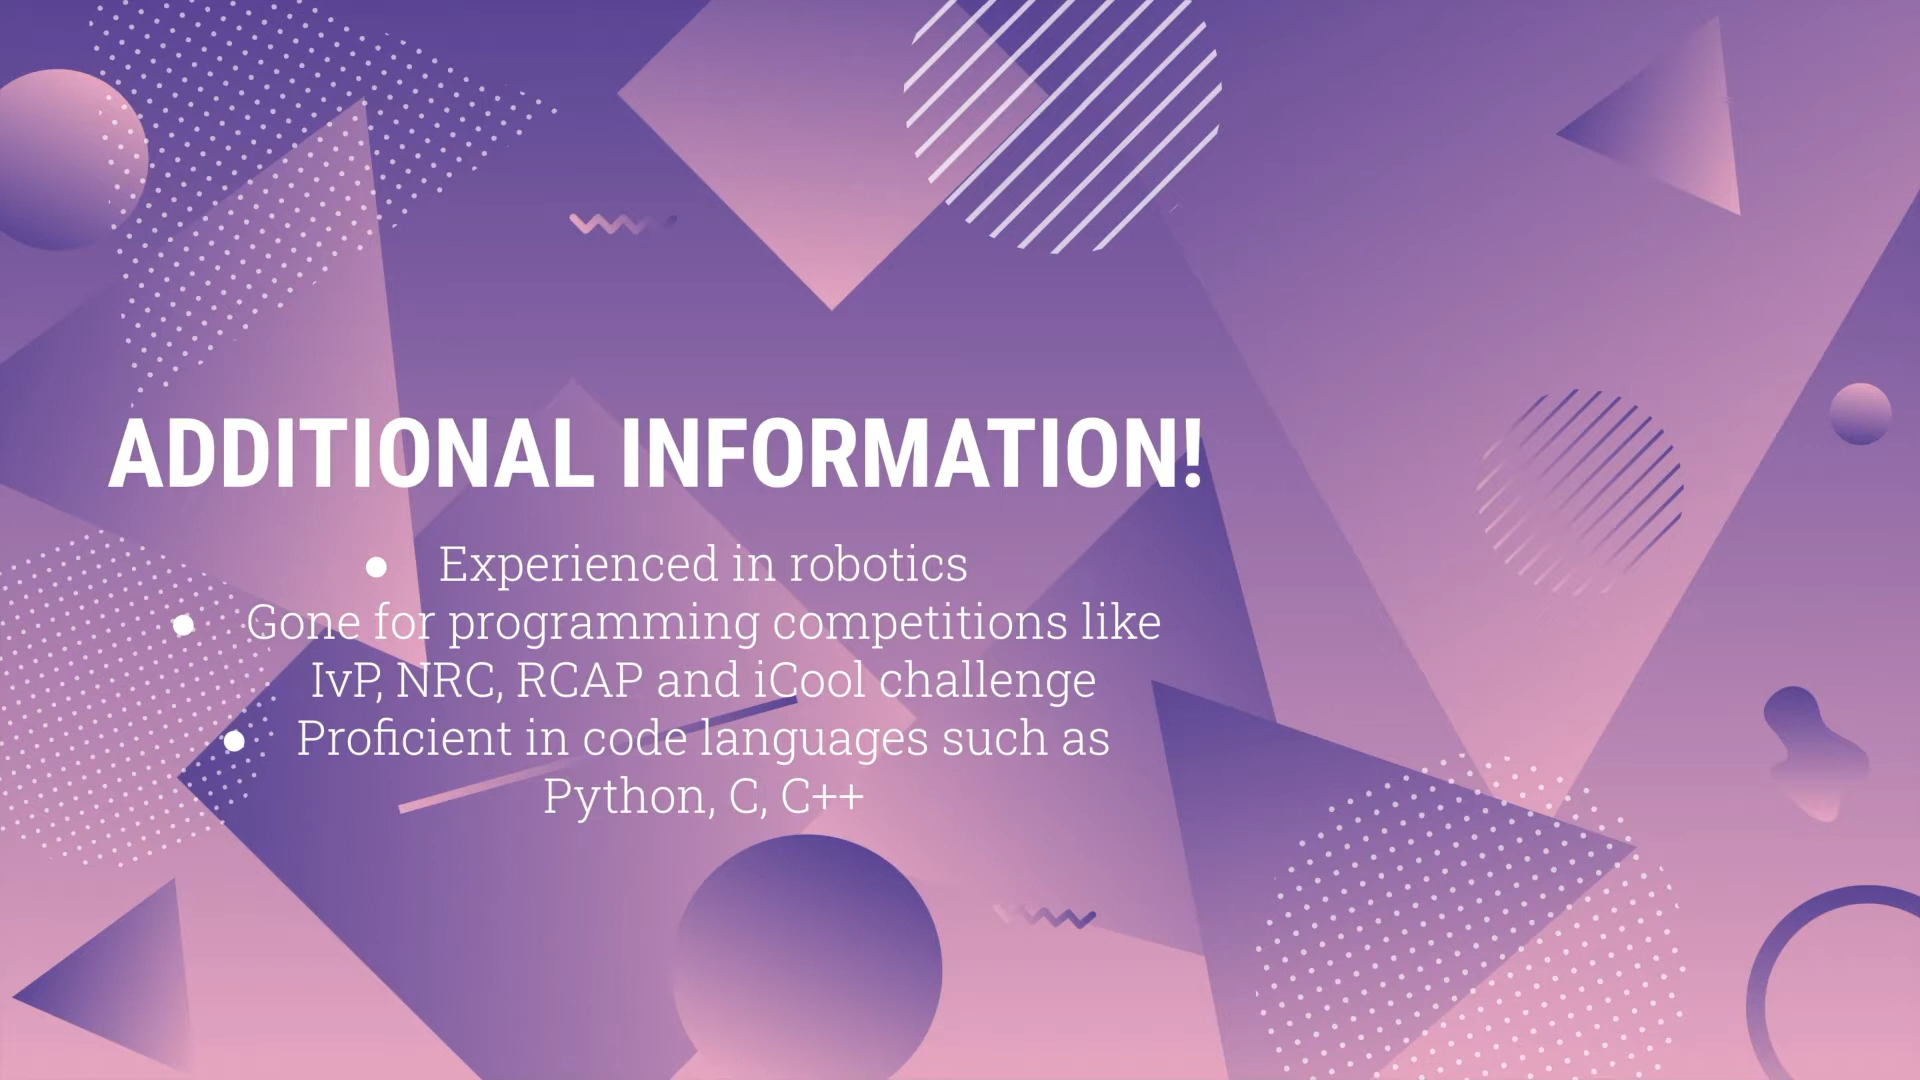 ADDITIONAL INFORMATION!
● Experienced in robotics
● Gone for programming competitions like
IvP, NRC, RCAP and iCool challenge
● Proficient in code languages such as
Python, C, C++